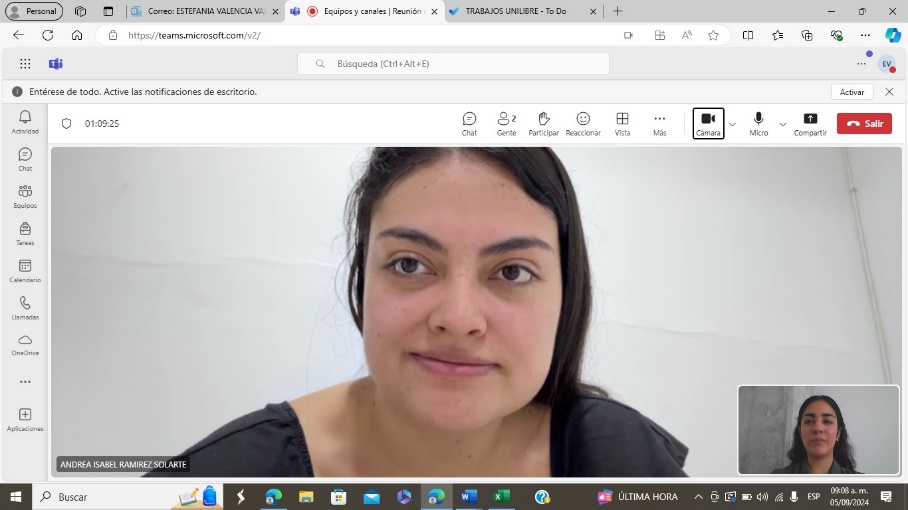 Personal
Correo: ESTEFANIA VALENCIA VA
Equipos y canales | Reunión
TRABAJOS UNILIBRE - To Do
https://teams.microsoft.com/v2/
Búsqueda (Ctrl+Alt+E)
EV
Entérese de todo. Active las notificaciones de escritorio.
Activar
01:09:25
2
Chat
Gente
Participar
Reaccionar
Vista
Más
Cámara
Micro
Compartir
Salir
Actividad
Chat
Equipos
Tareas
Calendario
Llamadas
OneDrive
Aplicaciones
ANDREA ISABEL RAMIREZ SOLARTE
Buscar
ÚLTIMA HORA
ESP
09:08 a. m.
05/09/2024